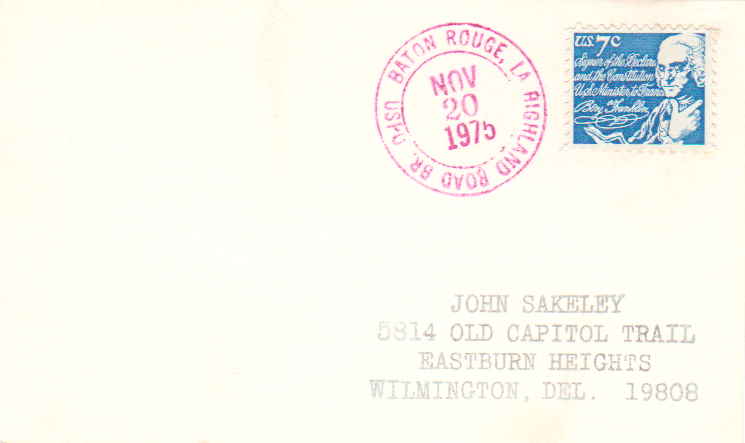 BATON ROUGE, LA HIGHLAND ROAD BR. USPO
NOV
20
1975
U.S. 7c
Signer of the Declaration
and the Constitution
U.S. Minister to France
Benj. Franklin
JOHN SAKELEY
5814 OLD CAPITOL TRAIL
EASTBURN HEIGHTS
WILMINGTON, DEL. 19808